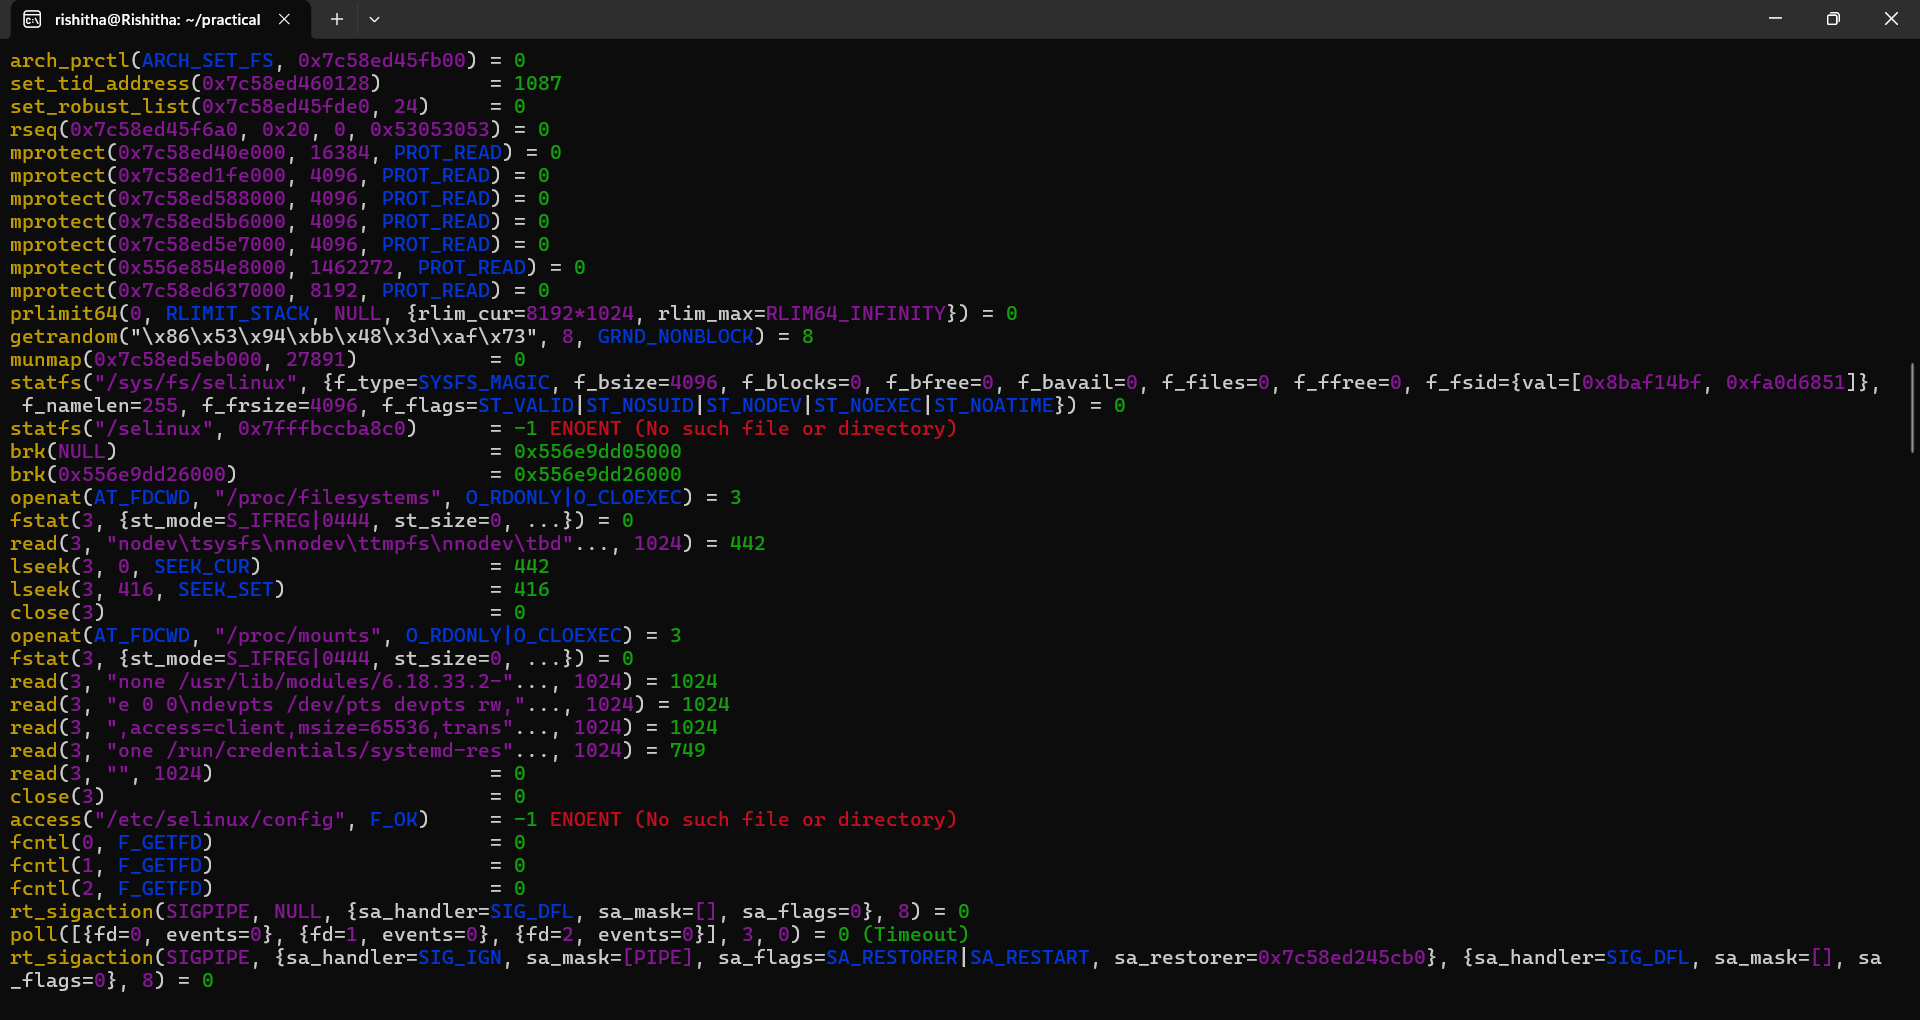 rishitha@Rishitha: ~/practical
arch_prctl(ARCH_SET_FS, 0x7c58ed45fb00) = 0
set_tid_address(0x7c58ed460128)         = 1087
set_robust_list(0x7c58ed45fde0, 24)     = 0
rseq(0x7c58ed45f6a0, 0x20, 0, 0x53053053) = 0
mprotect(0x7c58ed40e000, 16384, PROT_READ) = 0
mprotect(0x7c58ed1fe000, 4096, PROT_READ) = 0
mprotect(0x7c58ed588000, 4096, PROT_READ) = 0
mprotect(0x7c58ed5b6000, 4096, PROT_READ) = 0
mprotect(0x7c58ed5e7000, 4096, PROT_READ) = 0
mprotect(0x556e854e8000, 1462272, PROT_READ) = 0
mprotect(0x7c58ed637000, 8192, PROT_READ) = 0
prlimit64(0, RLIMIT_STACK, NULL, {rlim_cur=8192*1024, rlim_max=RLIM64_INFINITY}) = 0
getrandom("\x86\x53\x94\xbb\x48\x3d\xaf\x73", 8, GRND_NONBLOCK) = 8
munmap(0x7c58ed5eb000, 27891)           = 0
statfs("/sys/fs/selinux", {f_type=SYSFS_MAGIC, f_bsize=4096, f_blocks=0, f_bfree=0, f_bavail=0, f_files=0, f_ffree=0, f_fsid={val=[0x8baf14bf, 0xfa0d6851]},
 f_namelen=255, f_frsize=4096, f_flags=ST_VALID|ST_NOSUID|ST_NODEV|ST_NOEXEC|ST_NOATIME}) = 0
statfs("/selinux", 0x7fffbccba8c0)      = -1 ENOENT (No such file or directory)
brk(NULL)                               = 0x556e9dd05000
brk(0x556e9dd26000)                     = 0x556e9dd26000
openat(AT_FDCWD, "/proc/filesystems", O_RDONLY|O_CLOEXEC) = 3
fstat(3, {st_mode=S_IFREG|0444, st_size=0, ...}) = 0
read(3, "nodev\tsysfs\nnodev\ttmpfs\nnodev\tbd"..., 1024) = 442
lseek(3, 0, SEEK_CUR)                   = 442
lseek(3, 416, SEEK_SET)                 = 416
close(3)                                = 0
openat(AT_FDCWD, "/proc/mounts", O_RDONLY|O_CLOEXEC) = 3
fstat(3, {st_mode=S_IFREG|0444, st_size=0, ...}) = 0
read(3, "none /usr/lib/modules/6.18.33.2-"..., 1024) = 1024
read(3, "e 0 0\ndevpts /dev/pts devpts rw,"..., 1024) = 1024
read(3, ",access=client,msize=65536,trans"..., 1024) = 1024
read(3, "one /run/credentials/systemd-res"..., 1024) = 749
read(3, "", 1024)                       = 0
close(3)                                = 0
access("/etc/selinux/config", F_OK)     = -1 ENOENT (No such file or directory)
fcntl(0, F_GETFD)                       = 0
fcntl(1, F_GETFD)                       = 0
fcntl(2, F_GETFD)                       = 0
rt_sigaction(SIGPIPE, NULL, {sa_handler=SIG_DFL, sa_mask=[], sa_flags=0}, 8) = 0
poll([{fd=0, events=0}, {fd=1, events=0}, {fd=2, events=0}], 3, 0) = 0 (Timeout)
rt_sigaction(SIGPIPE, {sa_handler=SIG_IGN, sa_mask=[PIPE], sa_flags=SA_RESTORER|SA_RESTART, sa_restorer=0x7c58ed245cb0}, {sa_handler=SIG_DFL, sa_mask=[], sa
_flags=0}, 8) = 0